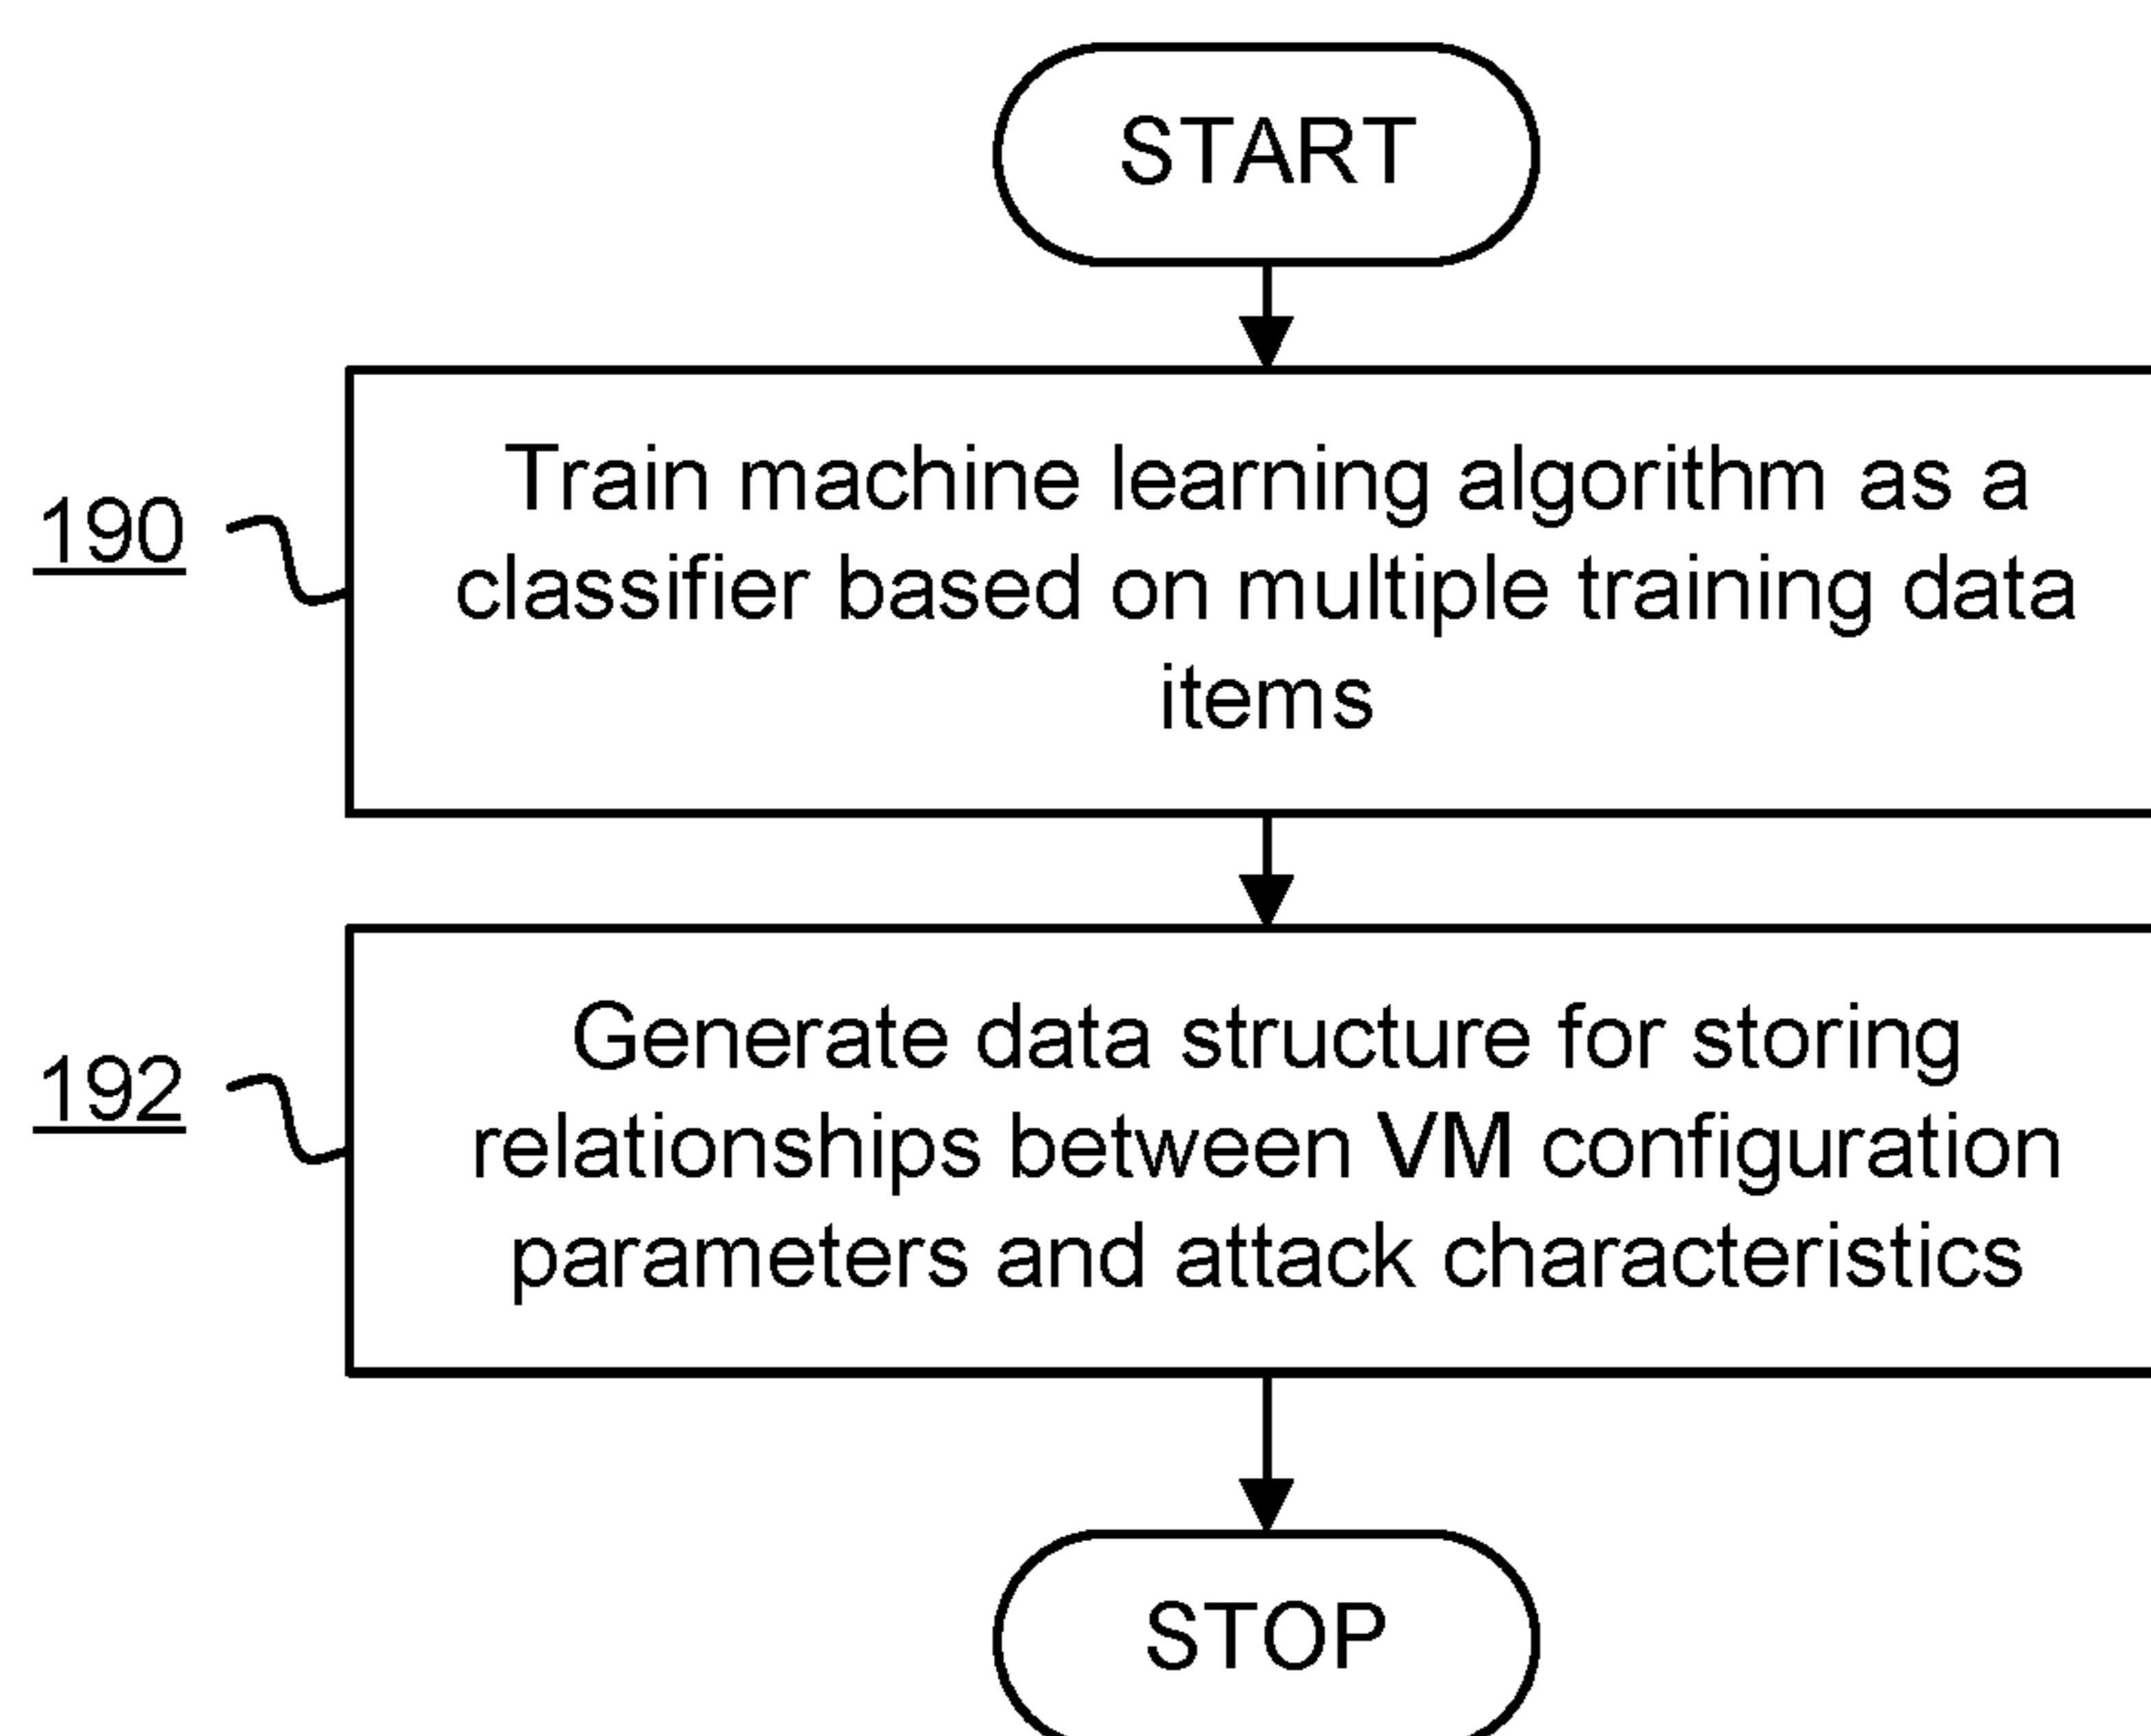 START
190
Train machine learning algorithm as a
classifier based on multiple training data
items
192
Generate data structure for storing
relationships between VM configuration
parameters and attack characteristics
STOP